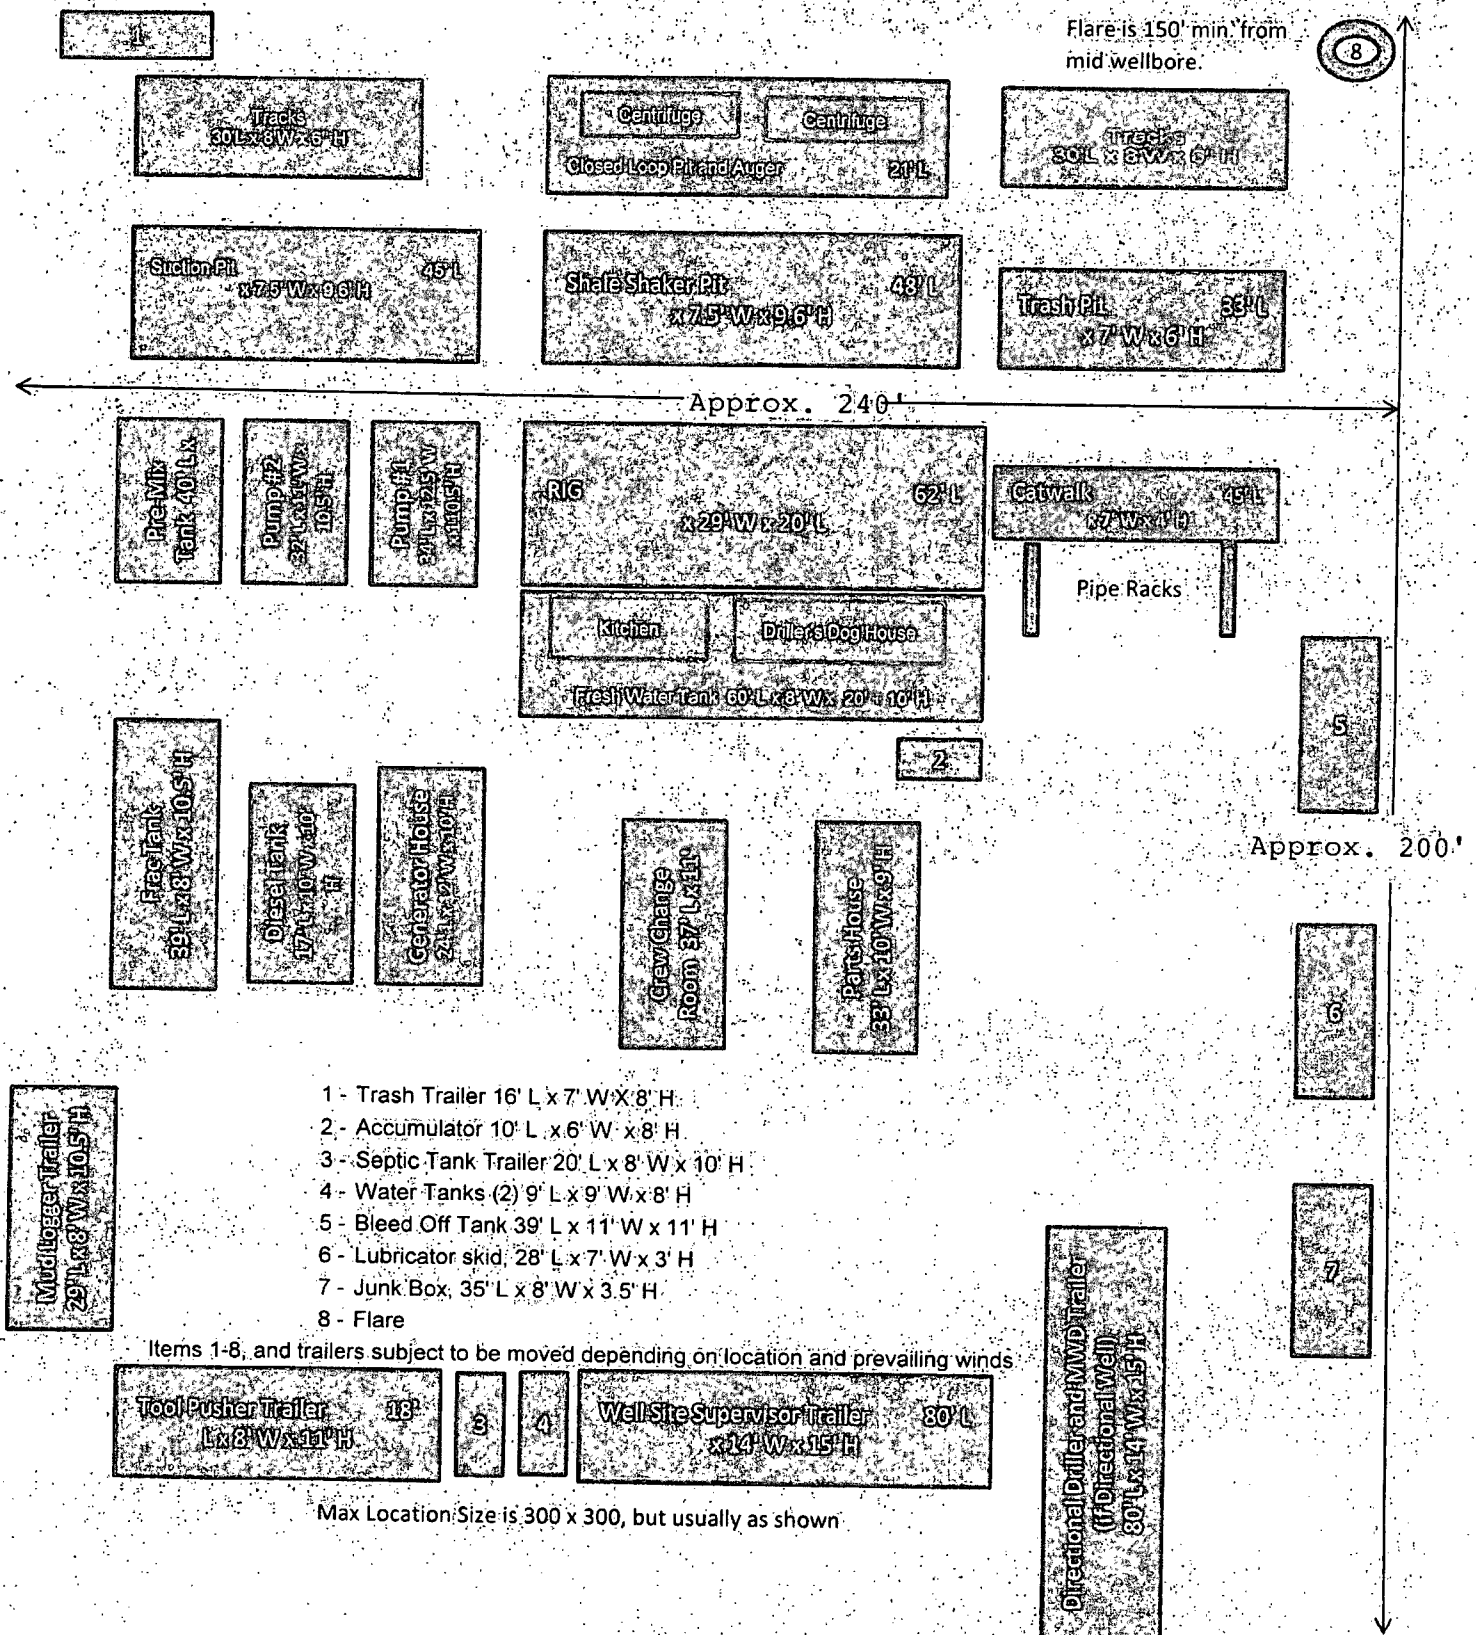 1
Flare is 150' min. from
mid wellbore.
8
Tracks
30'L x 8'W x 6" H
Centrifuge
Centrifuge
Closed Loop Pit and Auger 21' L
Tracks
30'L x 8'W x 6" H
Suction Pit 45' L
x 7.5' W x 9.6' H
Shale Shaker Pit 48' L
x 7.5' W x 9.6' H
Trash Pit 33' L
x 7' W x 6' H
Approx. 240'
Pre-Mix
Tank 40' L x
Pump #2
32' L x 11' W x
10.5' H
Pump #1
x 10.5' H
RIG 62' L
x 29' W x 20' L
Catwalk 45' L
x 7' W x 4' H
Pipe Racks
Kitchen
Driller's Dog House
Fresh Water Tank 60' L x 8' W x 20' + 10' H
2
5
Frac Tank
39' L x 8' W x 10.5' H
Diesel Tank
17' L x 10' W x 10'
H
Generator House
24' L x 12' W x 10' H
Crew Change
Room 37' L x 11'
Parts House
33' L x 10' W x 9' H
Approx. 200'
6
Mud Logger Trailer
29' L x 8' W x 10.5' H
1 - Trash Trailer 16' L x 7' W X 8' H
2 - Accumulator 10' L x 6' W x 8' H
3 - Septic Tank Trailer 20' L x 8' W x 10' H
4 - Water Tanks (2) 9' L x 9' W x 8' H
5 - Bleed Off Tank 39' L x 11' W x 11' H
6 - Lubricator skid, 28' L x 7' W x 3' H
7 - Junk Box, 35' L x 8' W x 3.5' H
8 - Flare
7
Items 1-8, and trailers subject to be moved depending on location and prevailing winds
Tool Pusher Trailer 18'
L x 8' W x 11' H
3
4
Well Site Supervisor Trailer 80' L
x 14' W x 15' H
Directional Driller and MWD Trailer
(if Directional Well)
80' L x 14' W x 15' H
Max Location Size is 300 x 300, but usually as shown